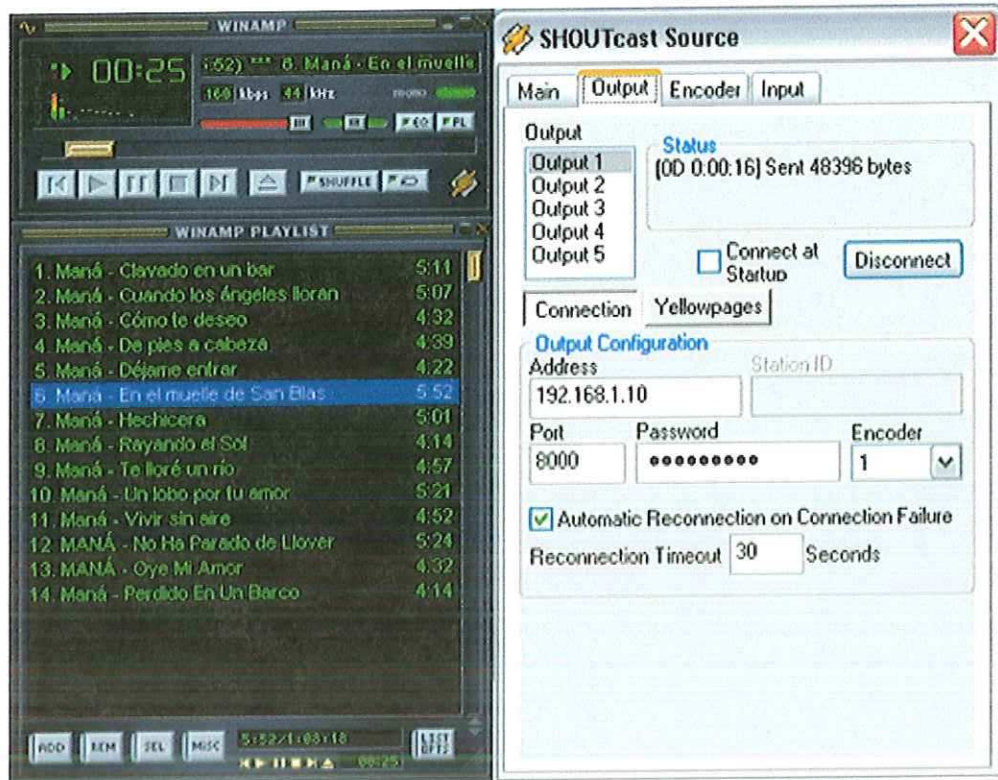 WINAMP
00:25
:52) *** 6. Maná - En el muelle
160 kbps 44 kHz mono
EQ PL
SHUFFLE
WINAMP PLAYLIST
1. Maná - Clavado en un bar 5:11
2. Maná - Cuando los ángeles lloran 5:07
3. Maná - Cómo te deseo 4:32
4. Maná - De pies a cabeza 4:39
5. Maná - Déjame entrar 4:22
6. Maná - En el muelle de San Blas 5:52
7. Maná - Hechicera 5:01
8. Maná - Rayando el Sol 4:14
9. Maná - Te lloré un río 4:57
10. Maná - Un lobo por tu amor 5:21
11. Maná - Vivir sin aire 4:52
12. MANÁ - No Ha Parado de Llover 5:24
13. MANÁ - Oye Mi Amor 4:32
14. Maná - Perdido En Un Barco 4:14
ADD REM SEL MISC 5:52/1:08:18 LIST OPTS
00:25
SHOUTcast Source
Main Output Encoder Input
Output
Output 1
Output 2
Output 3
Output 4
Output 5
Status
[0D 0:00:16] Sent 48396 bytes
Connect at Startup
Disconnect
Connection Yellowpages
Output Configuration
Address Station ID
192.168.1.10
Port Password Encoder
8000 ●●●●●●●●● 1
Automatic Reconnection on Connection Failure
Reconnection Timeout 30 Seconds